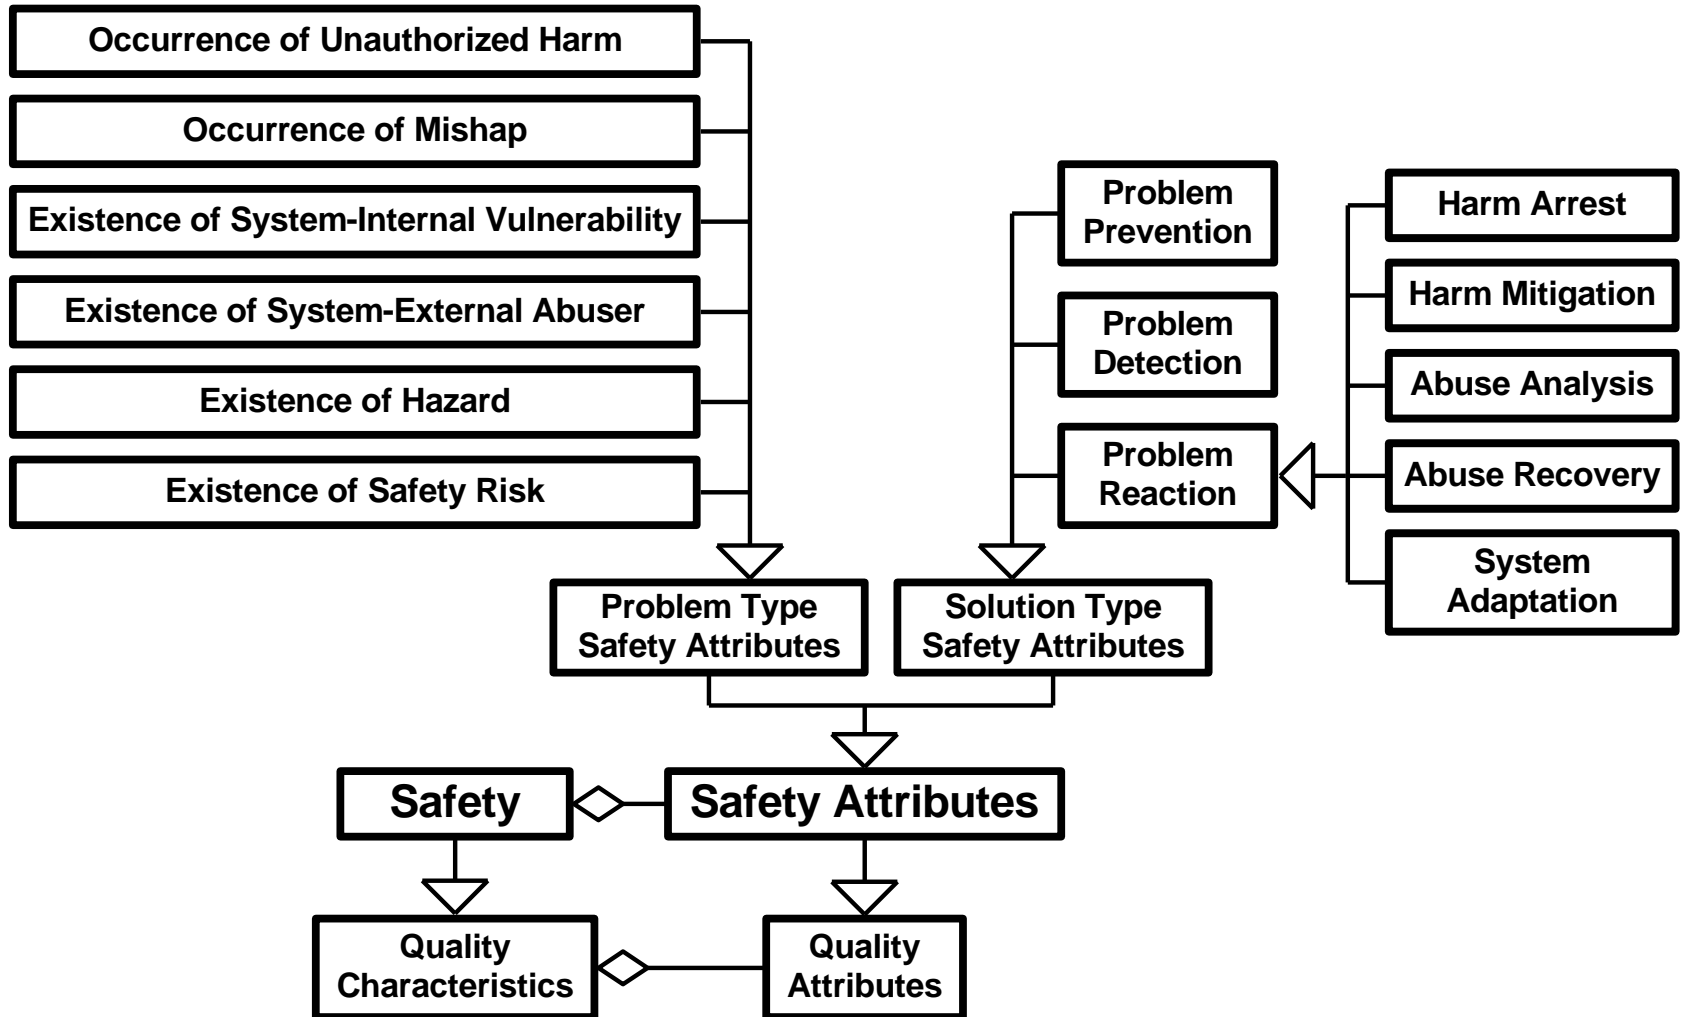 Occurrence of Unauthorized Harm
Occurrence of Mishap
Existence of System-Internal Vulnerability
Existence of System-External Abuser
Existence of Hazard
Existence of Safety Risk
Problem
Prevention
Problem
Detection
Problem
Reaction
Harm Arrest
Harm Mitigation
Abuse Analysis
Abuse Recovery
System
Adaptation
Problem Type
Safety Attributes
Solution Type
Safety Attributes
Safety
Safety Attributes
Quality
Characteristics
Quality
Attributes